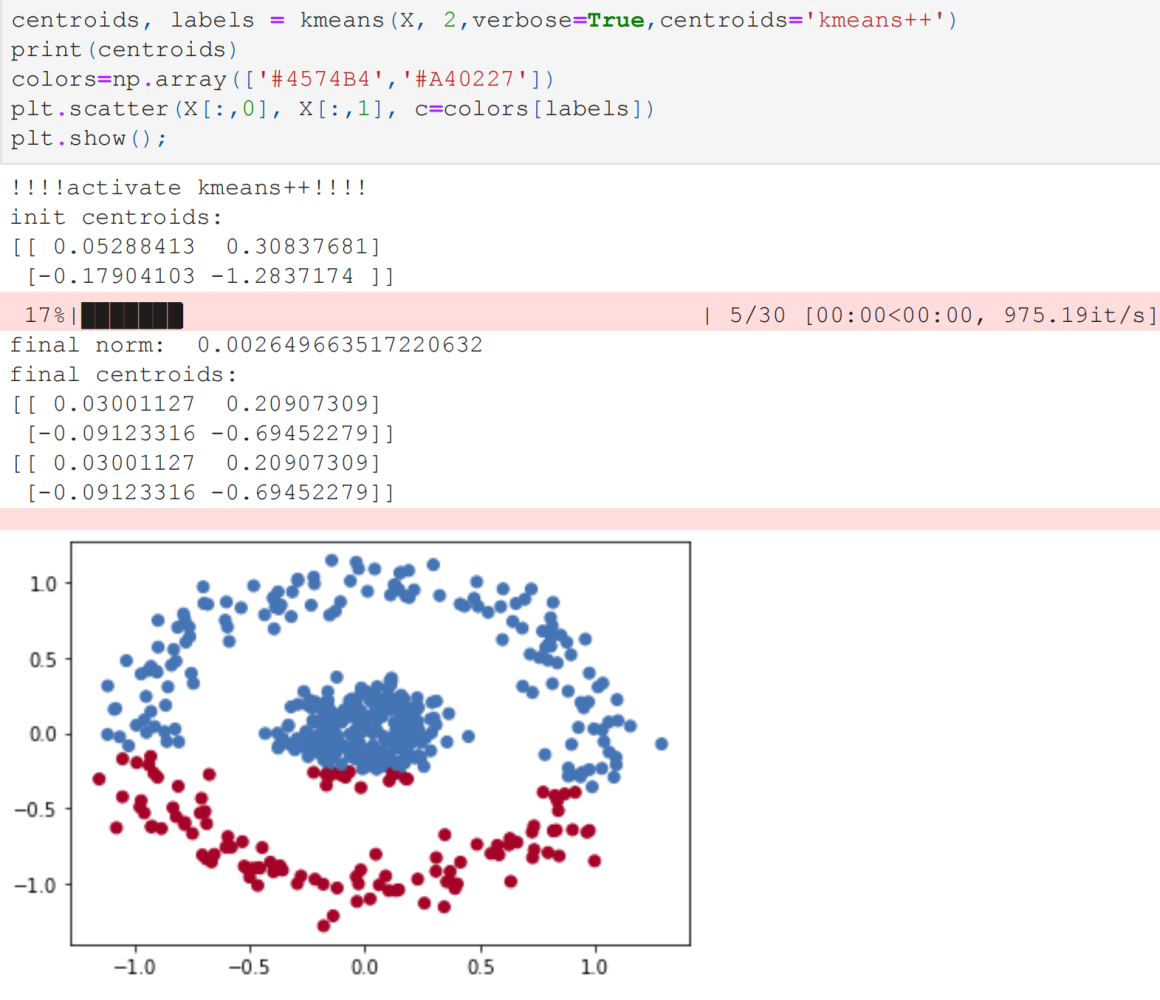 centroids, labels = kmeans(X, 2,verbose=True,centroids='kmeans++')
print(centroids)
colors=np.array(['#4574B4','#A40227'])
plt.scatter(X[:,0], X[:,1], c=colors[labels])
plt.show();
!!!!activate kmeans++!!!!
init centroids:
[[ 0.05288413  0.30837681]
 [-0.17904103 -1.2837174 ]]
17%|███████ | 5/30 [00:00<00:00, 975.19it/s]
final norm:  0.002649663517220632
final centroids:
[[ 0.03001127  0.20907309]
 [-0.09123316 -0.69452279]]
[[ 0.03001127  0.20907309]
 [-0.09123316 -0.69452279]]
1.0
0.5
0.0
−0.5
−1.0
−1.0 −0.5 0.0 0.5 1.0